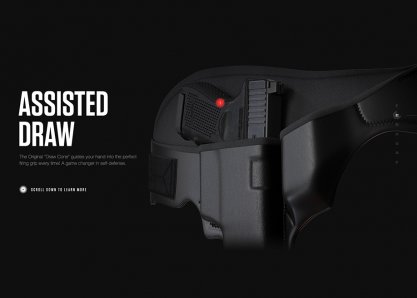 ASSISTED
DRAW
The Original "Draw Cone" guides your hand into the perfect
firing grip every time! A game changer in self-defense.
SCROLL DOWN TO LEARN MORE